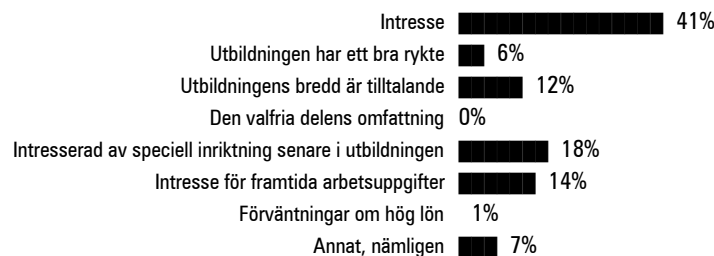 Intresse 41%
Utbildningen har ett bra rykte 6%
Utbildningens bredd är tilltalande 12%
Den valfria delens omfattning 0%
Intresserad av speciell inriktning senare i utbildningen 18%
Intresse för framtida arbetsuppgifter 14%
Förväntningar om hög lön 1%
Annat, nämligen 7%